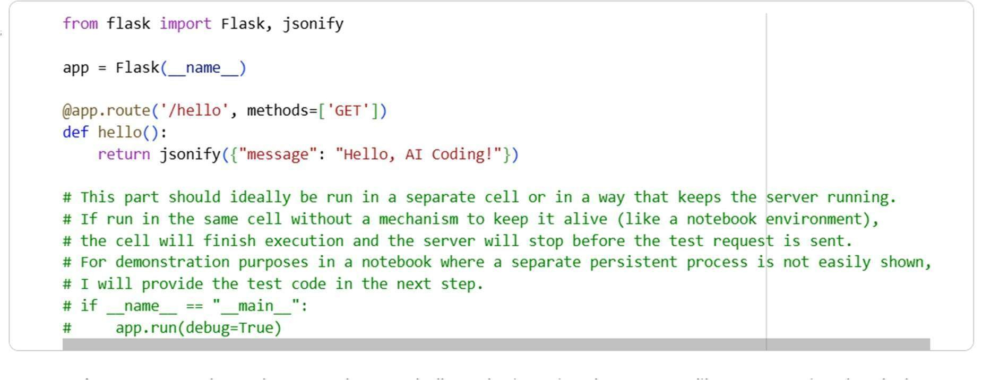 from flask import Flask, jsonify
app = Flask(__name__)
@app.route('/hello', methods=['GET'])
def hello():
    return jsonify({"message": "Hello, AI Coding!"})
# This part should ideally be run in a separate cell or in a way that keeps the server running.
# If run in the same cell without a mechanism to keep it alive (like a notebook environment),
# the cell will finish execution and the server will stop before the test request is sent.
# For demonstration purposes in a notebook where a separate persistent process is not easily shown,
# I will provide the test code in the next step.
# if __name__ == "__main__":
#     app.run(debug=True)